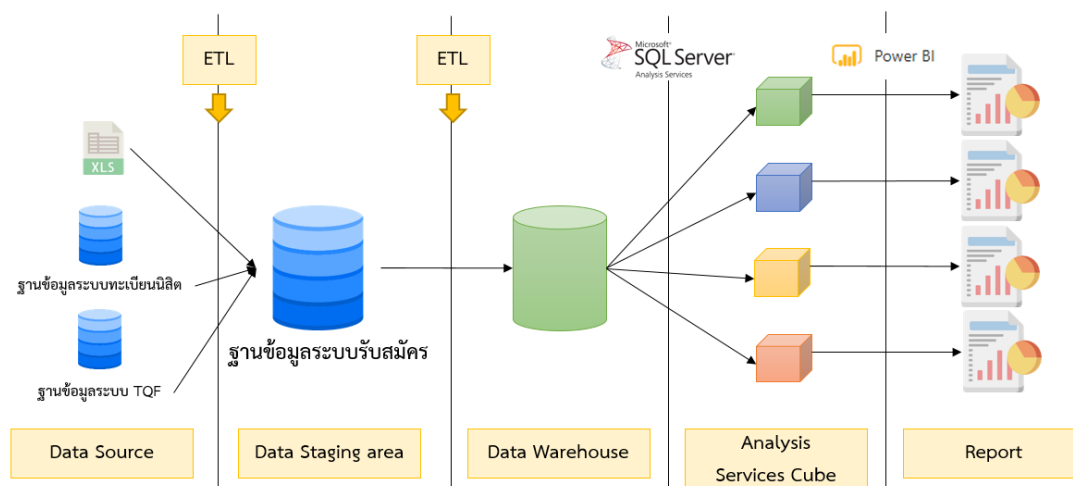 ETL
ETL
Microsoft®
SQL Server®
Analysis Services
Power BI
XLS
ฐานข้อมูลระบบทะเบียนนิสิต
ฐานข้อมูลระบบรับสมัคร
ฐานข้อมูลระบบ TQF
Data Source
Data Staging area
Data Warehouse
Analysis
Services Cube
Report